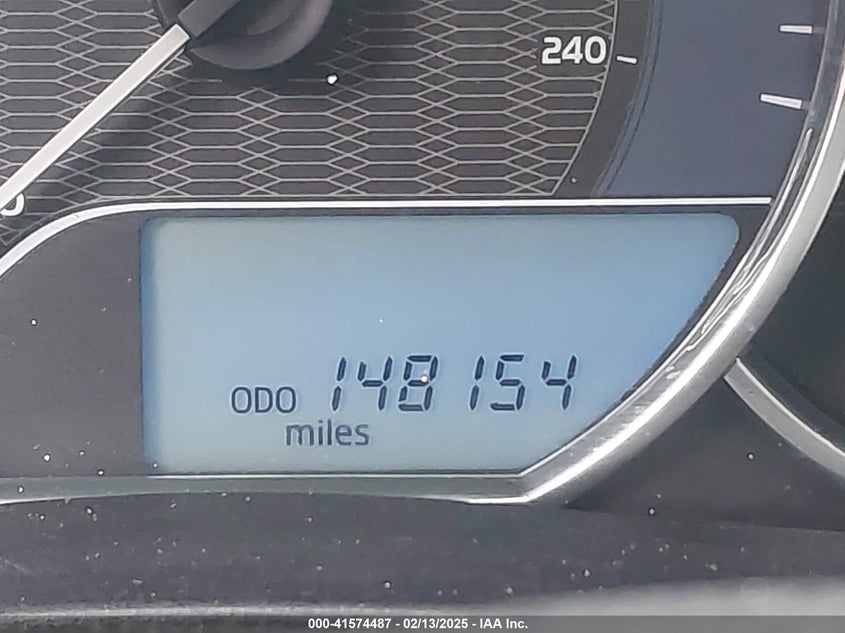 240
ODO 148154
miles
000-41574487 - 02/13/2025 - IAA Inc.